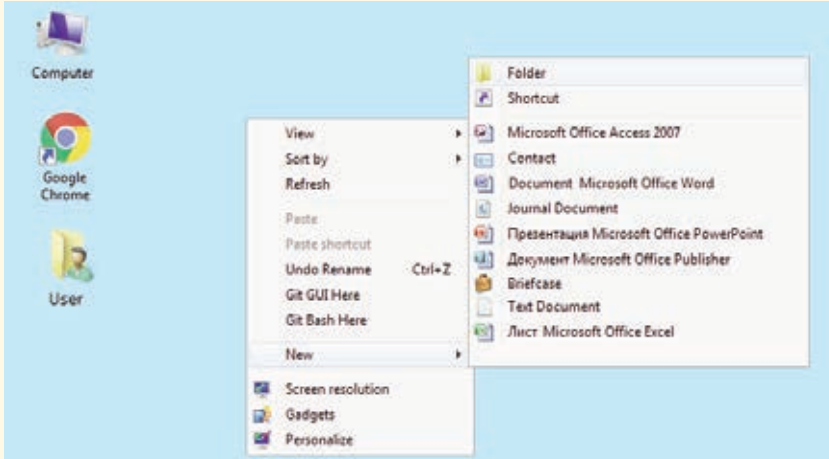 Computer
Google
Chrome
User
View
Sort by
Refresh
Paste
Paste shortcut
Undo Rename Ctrl+Z
Git GUI Here
Git Bash Here
New
Screen resolution
Gadgets
Personalize
Folder
Shortcut
Microsoft Office Access 2007
Contact
Document Microsoft Office Word
Journal Document
Презентация Microsoft Office PowerPoint
Документ Microsoft Office Publisher
Briefcase
Text Document
Лист Microsoft Office Excel